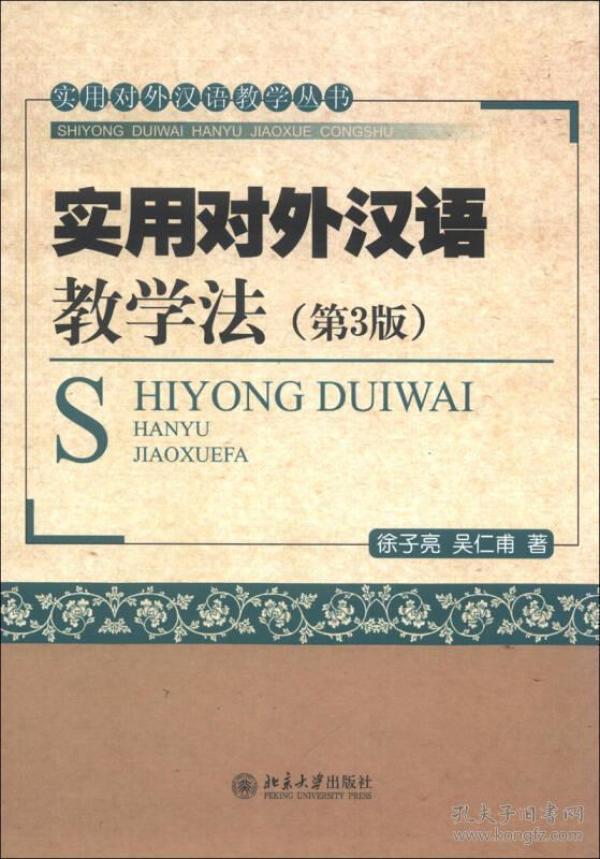 实用对外汉语教学丛书
SHIYONG DUIWAI HANYU JIAOXUE CONGSHU
实用对外汉语
教学法（第3版）
SHIYONG DUIWAI
HANYU
JIAOXUEFA
徐子亮 吴仁甫 著
北京大学出版社
PEKING UNIVERSITY PRESS
孔夫子旧书网
www.kongfz.com